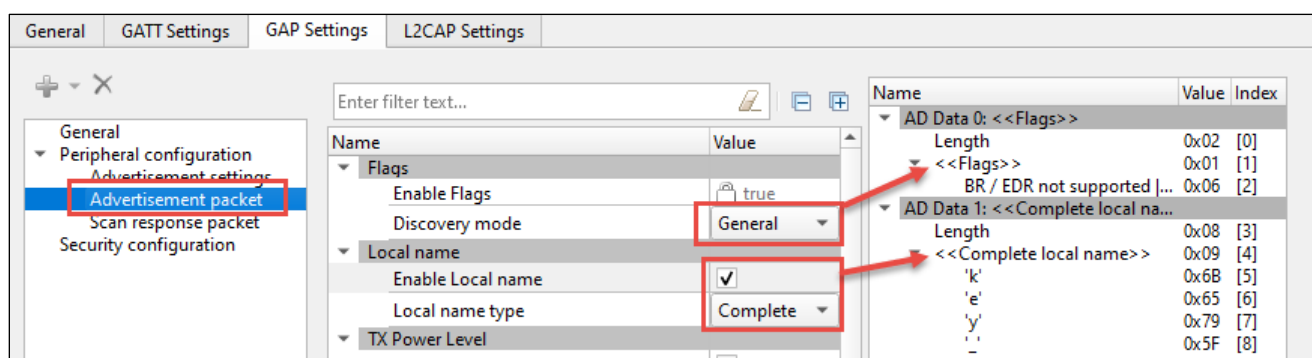 General GATT Settings GAP Settings L2CAP Settings
General
Peripheral configuration
Advertisement settings
Advertisement packet
Scan response packet
Security configuration
Enter filter text...
Name Value
Flags
Enable Flags true
Discovery mode General
Local name
Enable Local name
Local name type Complete
TX Power Level
Name Value Index
AD Data 0: <<Flags>>
Length 0x02 [0]
<<Flags>> 0x01 [1]
BR / EDR not supported |... 0x06 [2]
AD Data 1: <<Complete local na...
Length 0x08 [3]
<<Complete local name>> 0x09 [4]
'k' 0x6B [5]
'e' 0x65 [6]
'y' 0x79 [7]
'_' 0x5F [8]